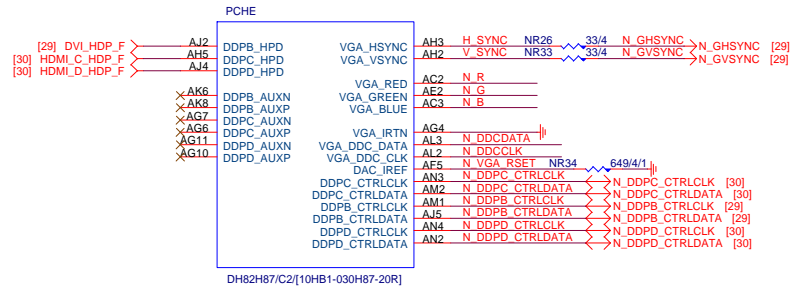 PCHE
[29] DVI_HDP_F AJ2 DDPB_HPD VGA_HSYNC AH3 H_SYNC NR26 33/4 N_GHSYNC N_GHSYNC [29]
[30] HDMI_C_HDP_F AH5 DDPC_HPD VGA_VSYNC AH2 V_SYNC NR33 33/4 N_GVSYNC N_GVSYNC [29]
[30] HDMI_D_HDP_F AJ4 DDPD_HPD
VGA_RED AC2 N_R
AK6 DDPB_AUXN VGA_GREEN AE2 N_G
AK8 DDPB_AUXP VGA_BLUE AC3 N_B
AG7 DDPC_AUXN
AG6 DDPC_AUXP VGA_IRTN AG4
AG11 DDPD_AUXN VGA_DDC_DATA AL3 N_DDCDATA
AG10 DDPD_AUXP VGA_DDC_CLK AL2 N_DDCCLK
DAC_IREF AF5 N_VGA_RSET NR34 649/4/1
DDPC_CTRLCLK AN3 N_DDPC_CTRLCLK N_DDPC_CTRLCLK [30]
DDPC_CTRLDATA AM2 N_DDPC_CTRLDATA N_DDPC_CTRLDATA [30]
DDPB_CTRLCLK AM1 N_DDPB_CTRLCLK N_DDPB_CTRLCLK [29]
DDPB_CTRLDATA AJ5 N_DDPB_CTRLDATA N_DDPB_CTRLDATA [29]
DDPD_CTRLCLK AN4 N_DDPD_CTRLCLK N_DDPD_CTRLCLK [30]
DDPD_CTRLDATA AN2 N_DDPD_CTRLDATA N_DDPD_CTRLDATA [30]
DH82H87/C2/[10HB1-030H87-20R]